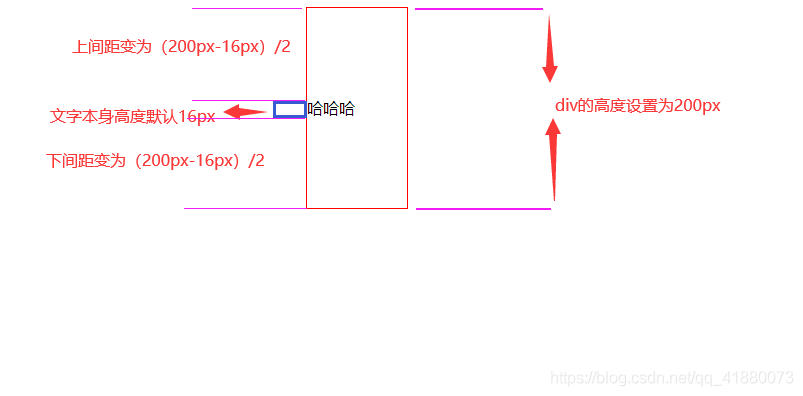 上间距变为（200px-16px）/2
哈哈哈
文字本身高度默认16px
div的高度设置为200px
下间距变为（200px-16px）/2
https://blog.csdn.net/qq_41880073